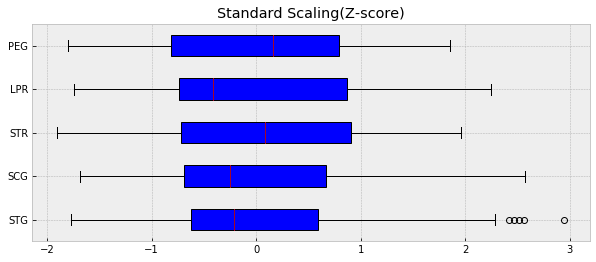 Standard Scaling(Z-score)
PEG
LPR
STR
SCG
STG
−2 −1 0 1 2 3